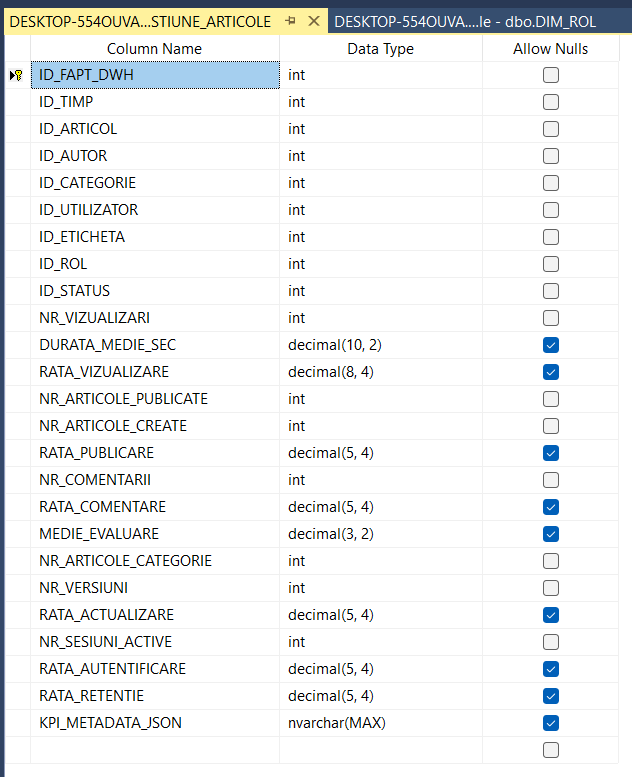 DESKTOP-554OUVA...STIUNE_ARTICOLE DESKTOP-554OUVA....le - dbo.DIM_ROL
Column Name Data Type Allow Nulls
ID_FAPT_DWH int
ID_TIMP int
ID_ARTICOL int
ID_AUTOR int
ID_CATEGORIE int
ID_UTILIZATOR int
ID_ETICHETA int
ID_ROL int
ID_STATUS int
NR_VIZUALIZARI int
DURATA_MEDIE_SEC decimal(10, 2)
RATA_VIZUALIZARE decimal(8, 4)
NR_ARTICOLE_PUBLICATE int
NR_ARTICOLE_CREATE int
RATA_PUBLICARE decimal(5, 4)
NR_COMENTARII int
RATA_COMENTARE decimal(5, 4)
MEDIE_EVALUARE decimal(3, 2)
NR_ARTICOLE_CATEGORIE int
NR_VERSIUNI int
RATA_ACTUALIZARE decimal(5, 4)
NR_SESIUNI_ACTIVE int
RATA_AUTENTIFICARE decimal(5, 4)
RATA_RETENTIE decimal(5, 4)
KPI_METADATA_JSON nvarchar(MAX)